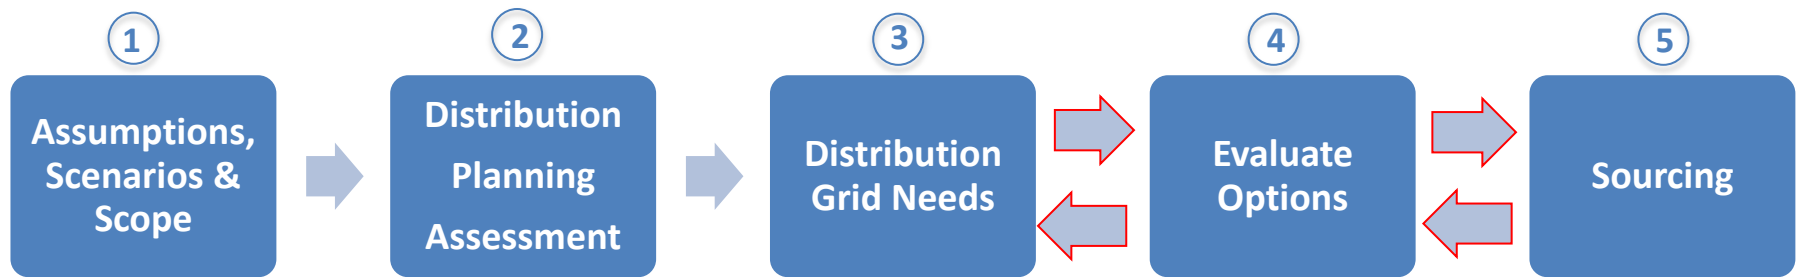 1
Assumptions,
Scenarios &
Scope
2
Distribution
Planning
Assessment
3
Distribution
Grid Needs
4
Evaluate
Options
5
Sourcing